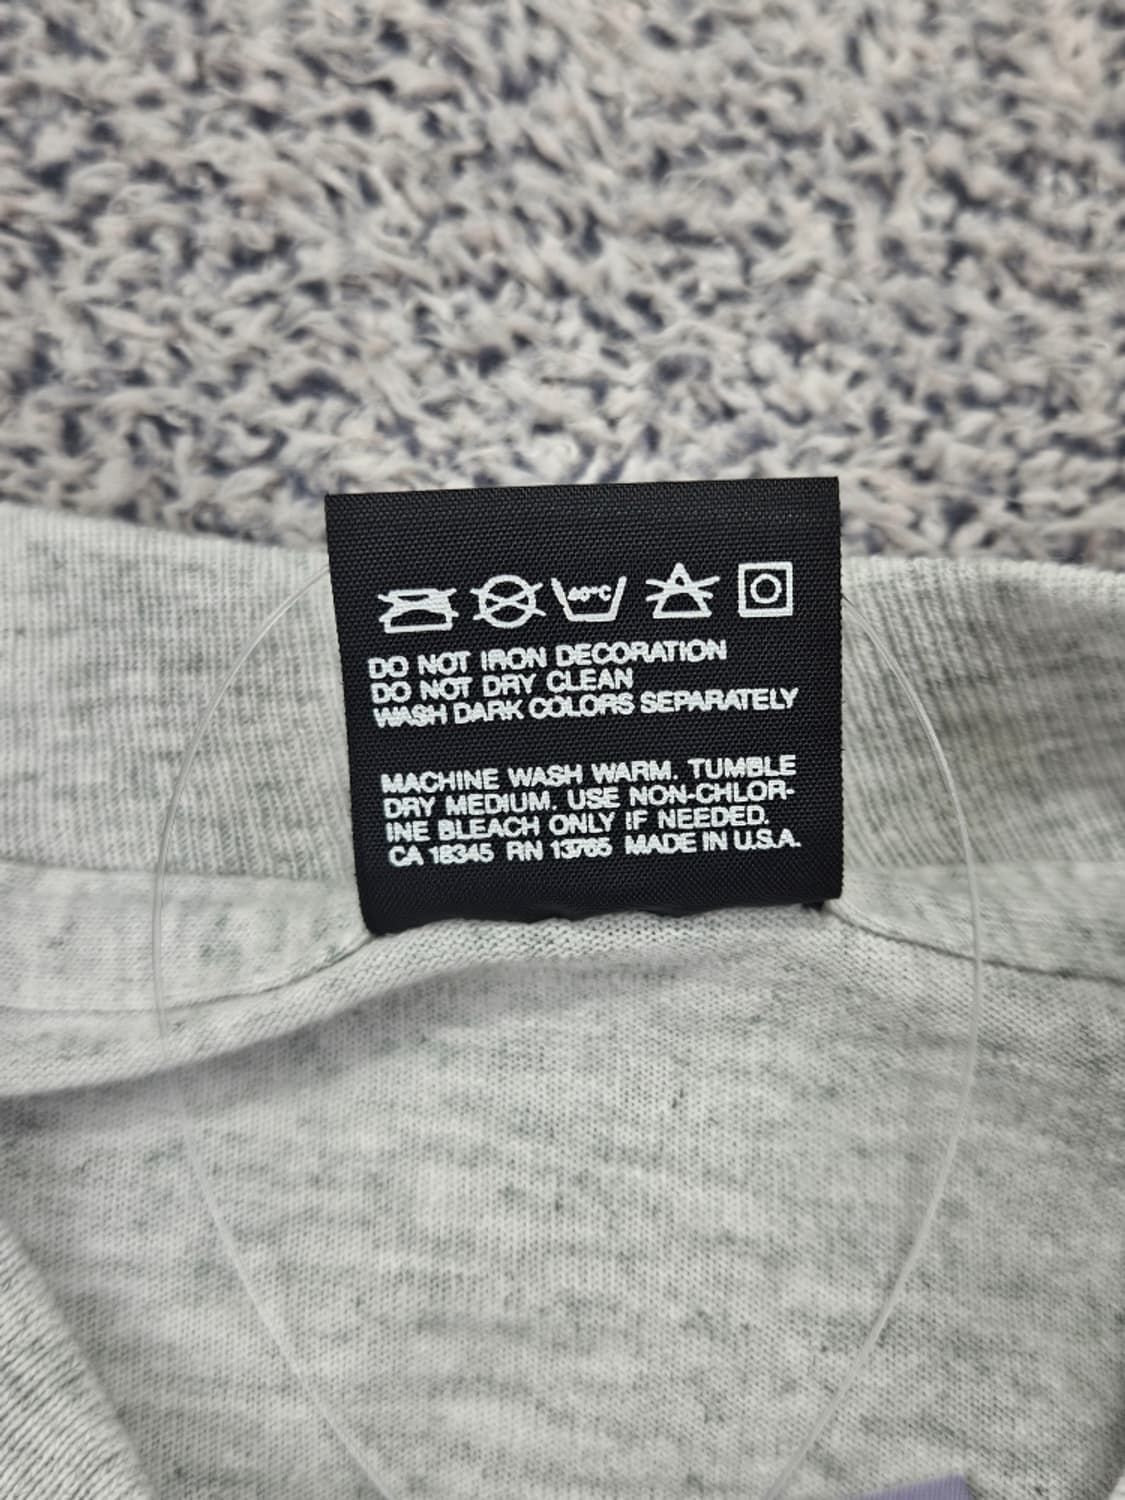 40°C
DO NOT IRON DECORATION
DO NOT DRY CLEAN
WASH DARK COLORS SEPARATELY
MACHINE WASH WARM. TUMBLE
DRY MEDIUM. USE NON-CHLOR-
INE BLEACH ONLY IF NEEDED.
CA 18345 RN 13765 MADE IN U.S.A.